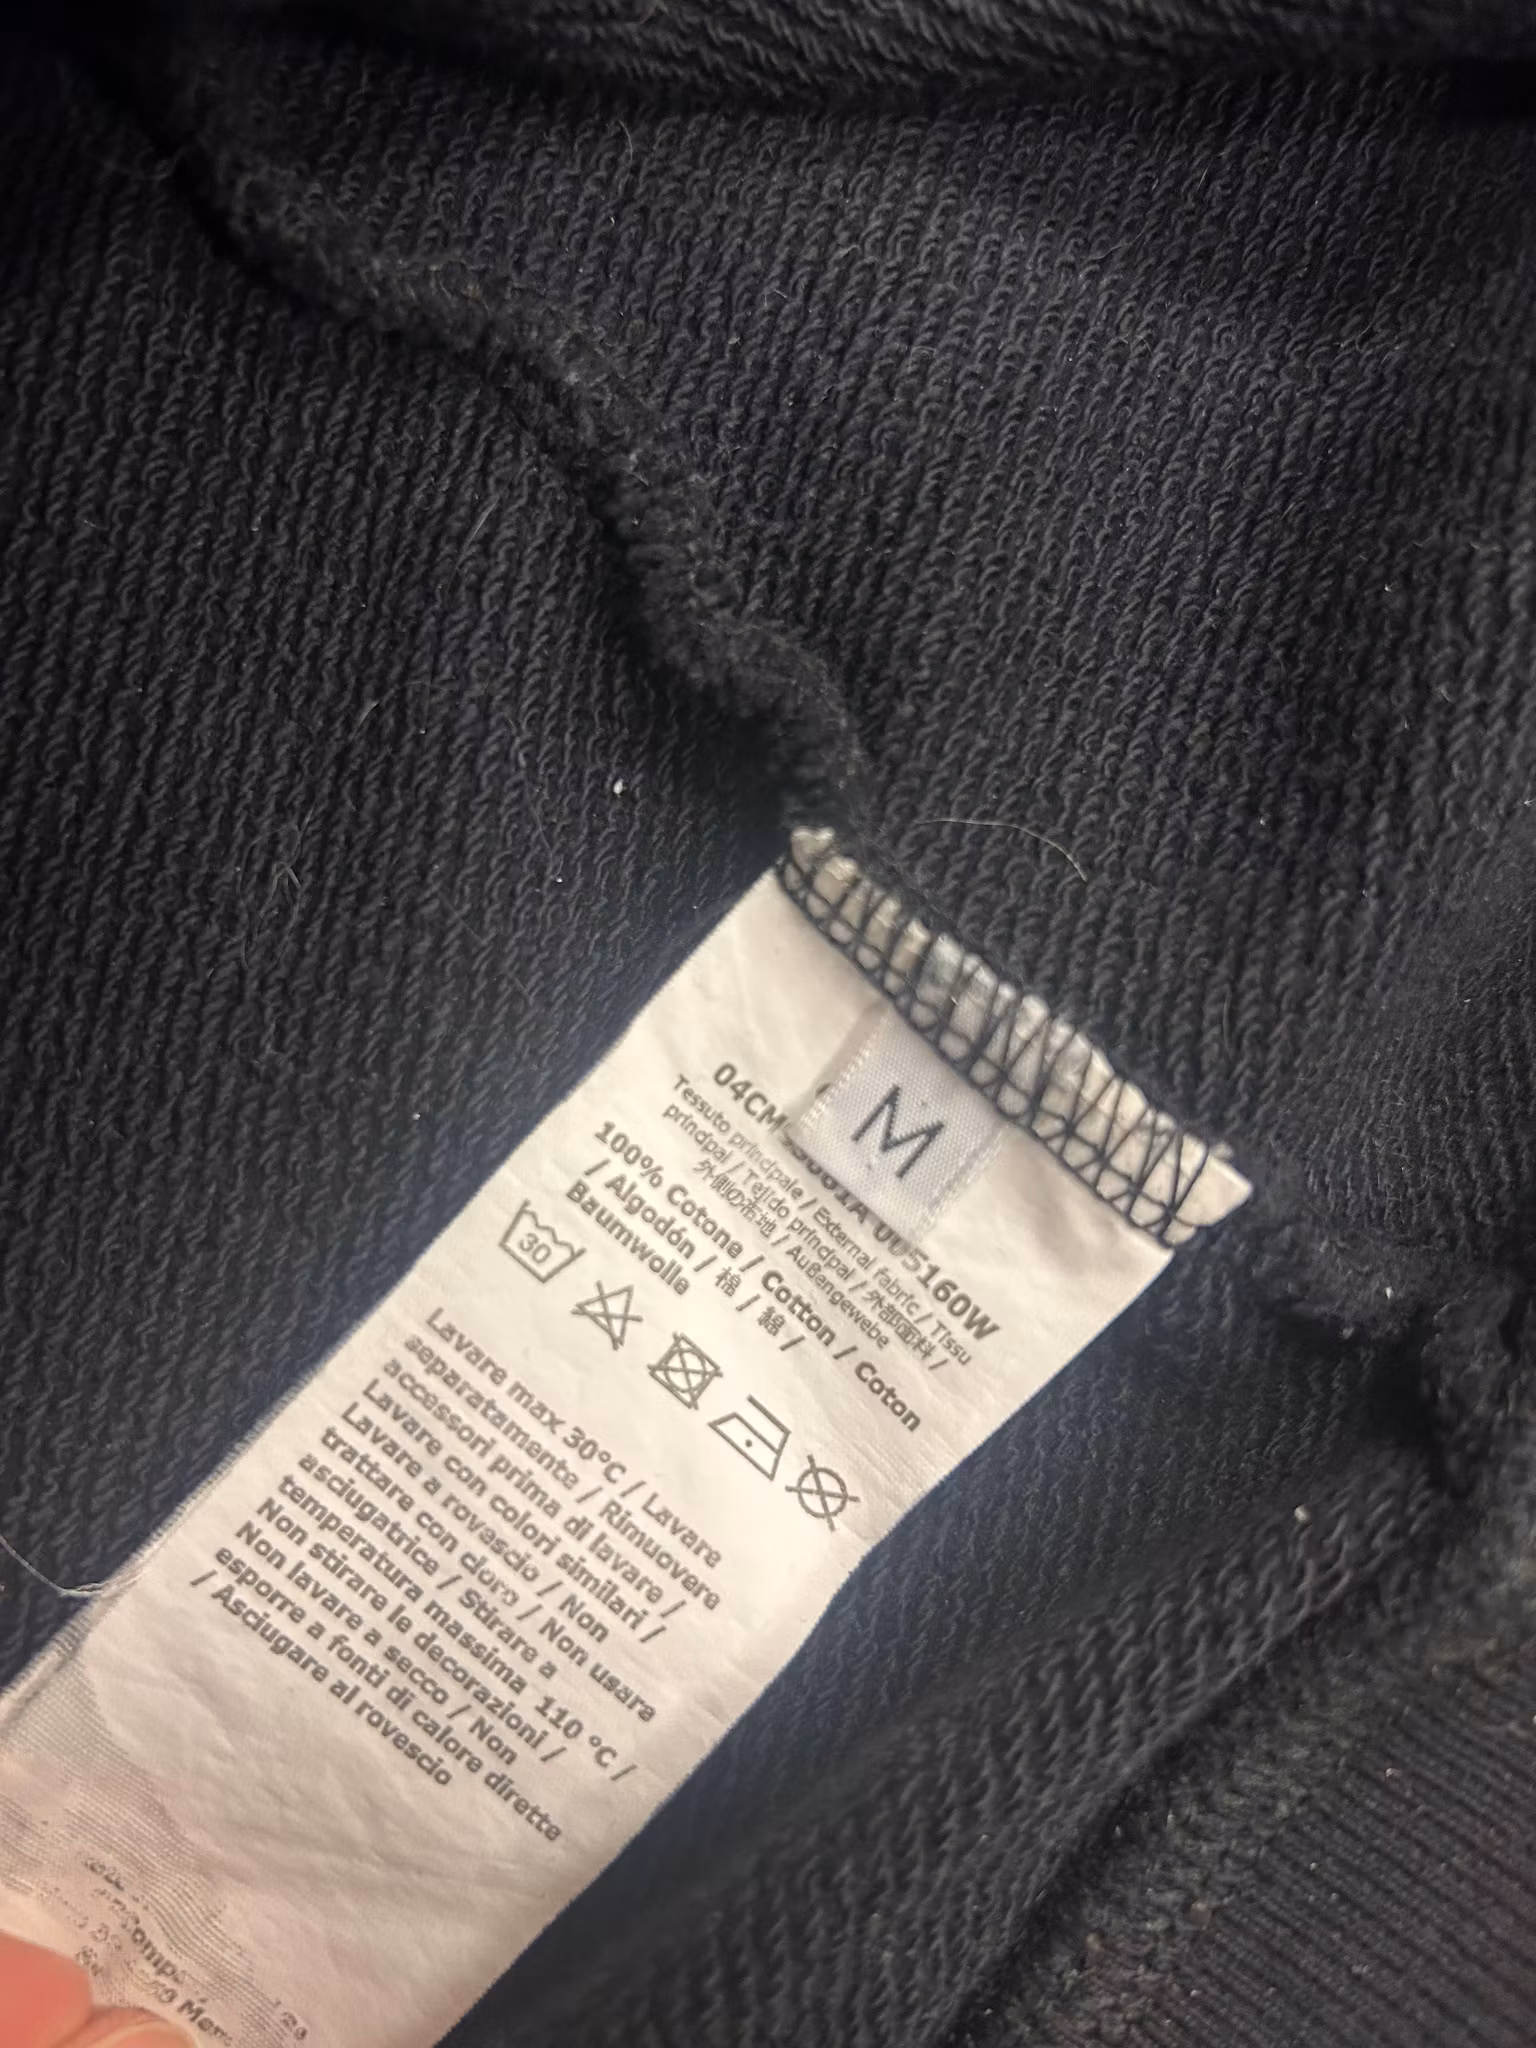 M
04CM
005160W
Tessuto principale / External fabric / Tissu
principal / Tejido principal / 外部面料 /
外側の布地 / Außengewebe
100% Cotone / Cotton / Coton
/ Algodón / 棉 / 綿 /
Baumwolle
30
Lavare max 30°C / Lavare
separatamente / Rimuovere
accessori prima di lavare /
Lavare con colori similari /
Lavare a rovescio / Non
trattare con cloro / Non usare
asciugatrice / Stirare a
temperatura massima 110 °C /
Non stirare le decorazioni /
Non lavare a secco / Non
esporre a fonti di calore dirette
/ Asciugare al rovescio